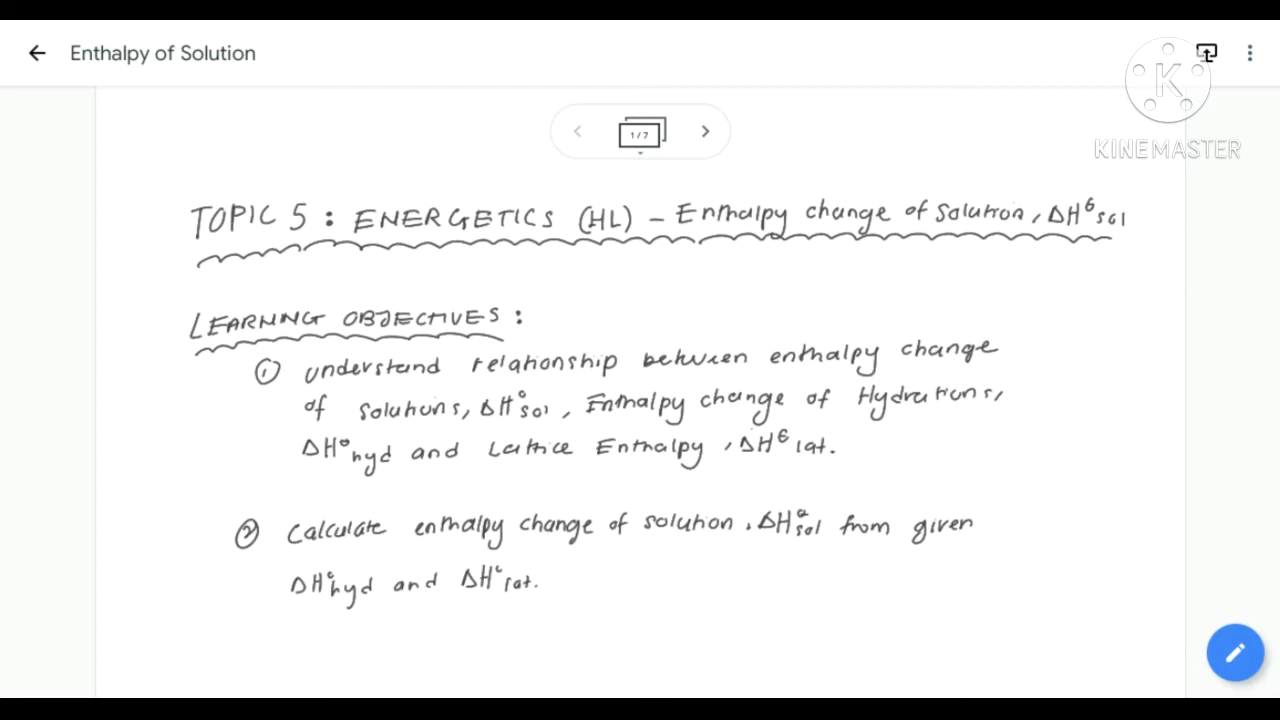 Enthalpy of Solution
K
KINEMASTER
1/7
TOPIC 5 : ENERGETICS (HL) - Enthalpy change of Solution, ΔH°sol
LEARNING OBJECTIVES :
① understand relationship between enthalpy change
of solutions, ΔH°sol, Enthalpy change of Hydrations,
ΔH°hyd and Lattice Enthalpy, ΔH°lat.
② Calculate enthalpy change of solution, ΔH°sol from given
ΔH°hyd and ΔH°lat.